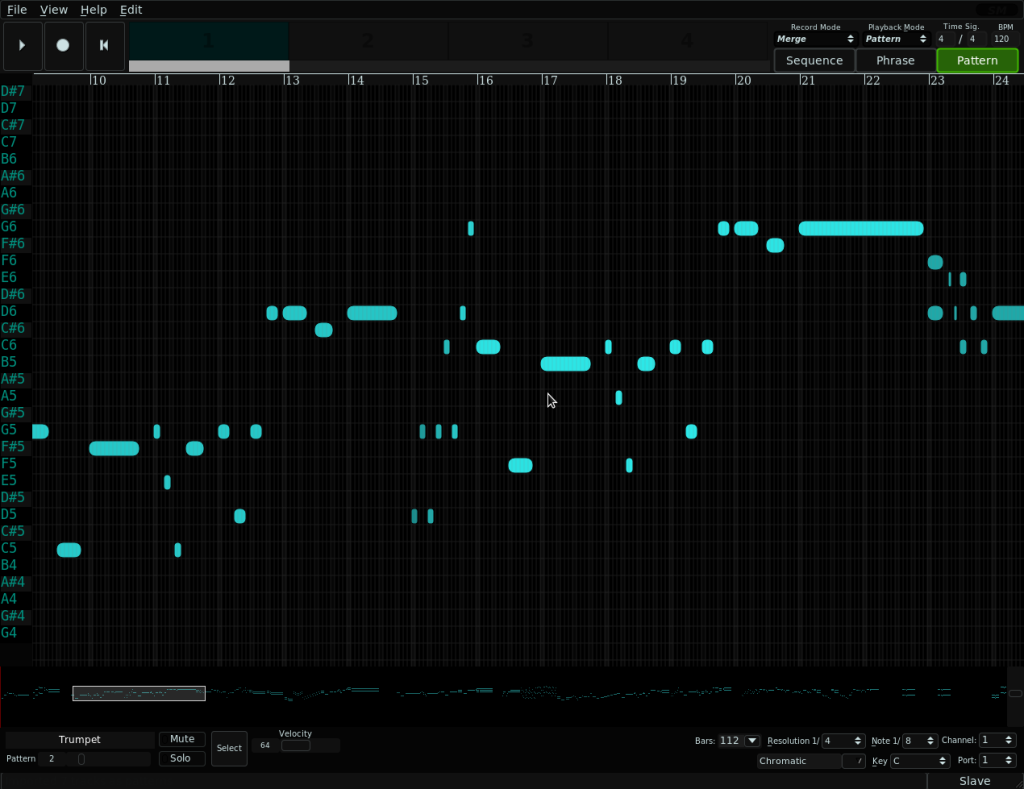 File View Help Edit
1 2 3 4
Record Mode Playback Mode Time Sig. BPM
Merge Pattern 4 / 4 120
Sequence Phrase Pattern
10 11 12 13 14 15 16 17 18 19 20 21 22 23 24
D#7
D7
C#7
C7
B6
A#6
A6
G#6
G6
F#6
F6
E6
D#6
D6
C#6
C6
B5
A#5
A5
G#5
G5
F#5
F5
E5
D#5
D5
C#5
C5
B4
A#4
A4
G#4
G4
Trumpet Mute Select Velocity
64
Pattern 2 Solo
Bars: 112 Resolution 1/ 4 Note 1/ 8 Channel: 1
Chromatic / Key C Port: 1
Slave